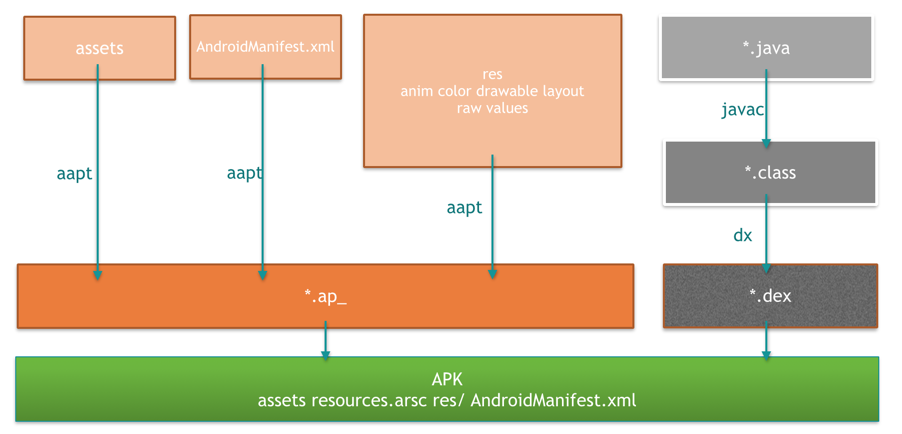 assets
AndroidManifest.xml
res
anim color drawable layout
raw values
*.java
javac
*.class
aapt
aapt
aapt
dx
*.ap_
*.dex
APK
assets resources.arsc res/ AndroidManifest.xml